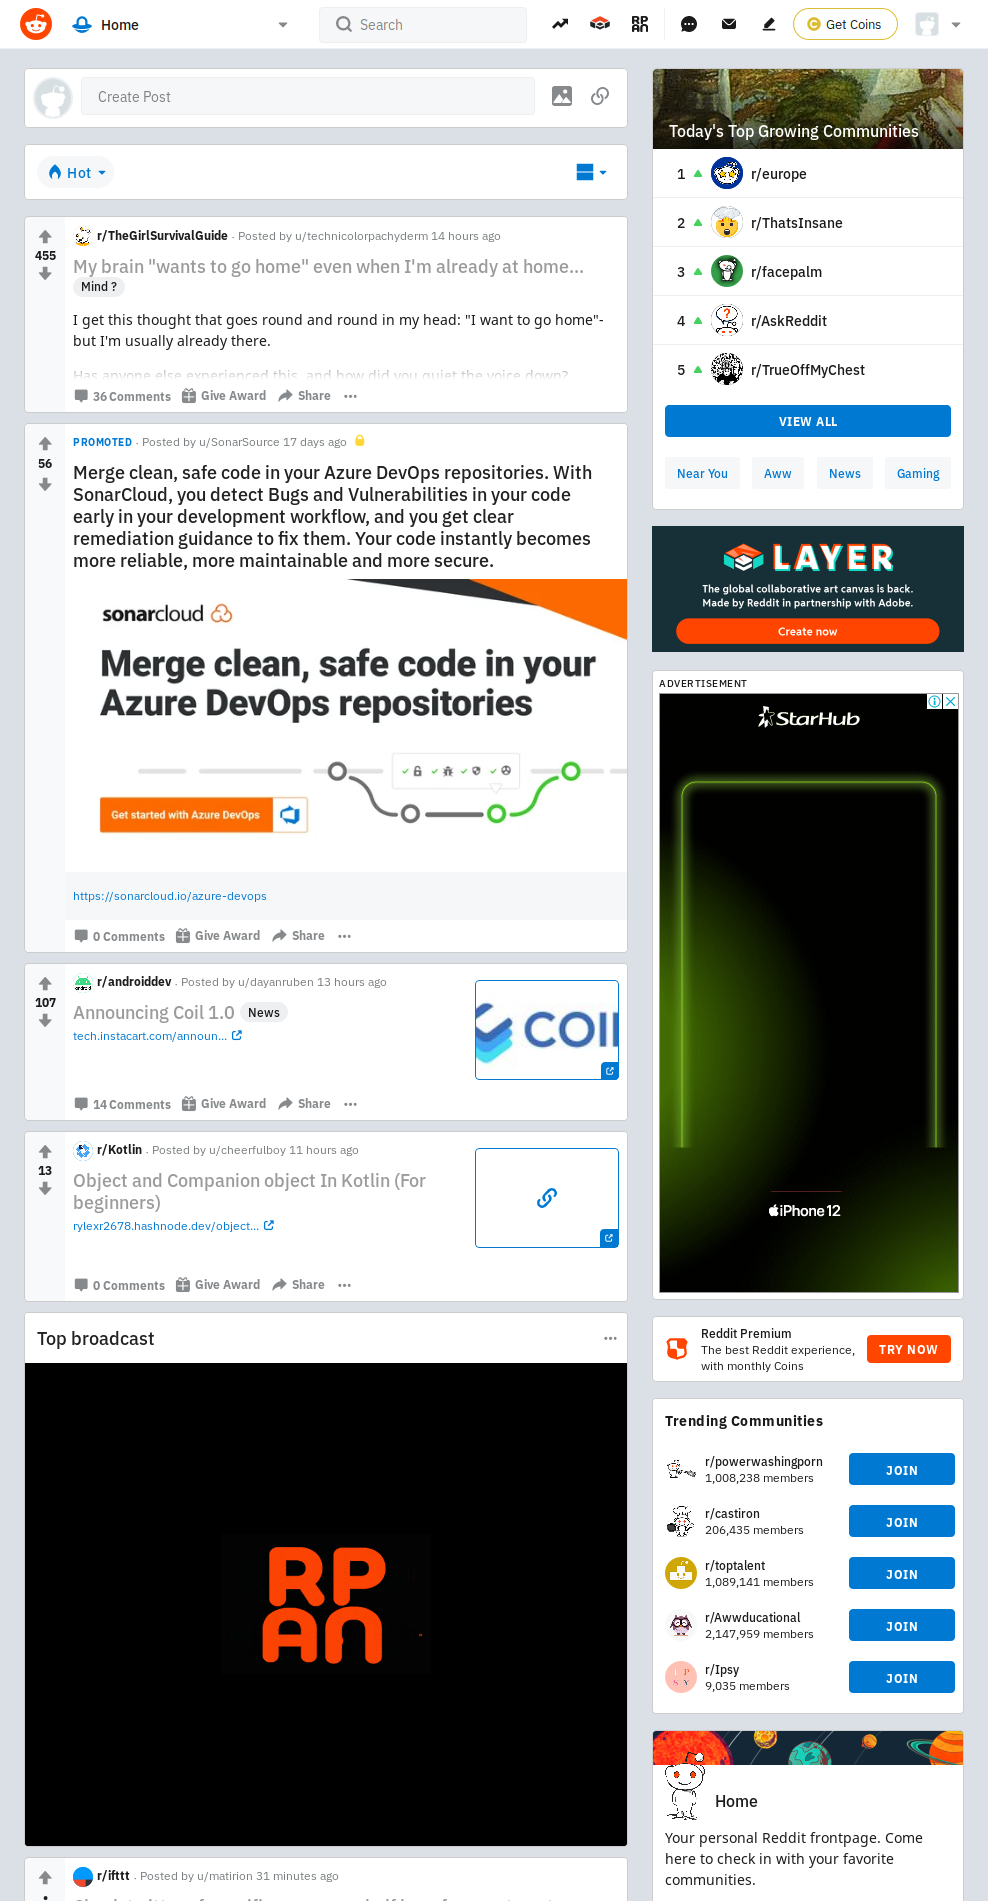 Home
Search
RPAN
Get Coins
Create Post
Hot
455
r/TheGirlSurvivalGuide · Posted by u/technicolorpachyderm 14 hours ago
My brain "wants to go home" even when I'm already at home...
Mind ?
I get this thought that goes round and round in my head: "I want to go home"-
but I'm usually already there.
Has anyone else experienced this, and how did you quiet the voice down?
36 Comments Give Award Share
56
PROMOTED · Posted by u/SonarSource 17 days ago
Merge clean, safe code in your Azure DevOps repositories. With
SonarCloud, you detect Bugs and Vulnerabilities in your code
early in your development workflow, and you get clear
remediation guidance to fix them. Your code instantly becomes
more reliable, more maintainable and more secure.
sonarcloud
Merge clean, safe code in your
Azure DevOps repositories
Get started with Azure DevOps
https://sonarcloud.io/azure-devops
0 Comments Give Award Share
107
r/androiddev · Posted by u/dayanruben 13 hours ago
Announcing Coil 1.0 News
tech.instacart.com/announ...
COIL
14 Comments Give Award Share
13
r/Kotlin · Posted by u/cheerfulboy 11 hours ago
Object and Companion object In Kotlin (For
beginners)
rylexr2678.hashnode.dev/object...
0 Comments Give Award Share
Top broadcast
RP
AN
r/ifttt · Posted by u/matirion 31 minutes ago
Today's Top Growing Communities
1 r/europe
2 r/ThatsInsane
3 r/facepalm
4 r/AskReddit
5 r/TrueOffMyChest
VIEW ALL
Near You Aww News Gaming
LAYER
The global collaborative art canvas is back.
Made by Reddit in partnership with Adobe.
Create now
ADVERTISEMENT
StarHub
iPhone 12
Reddit Premium
The best Reddit experience,
with monthly Coins
TRY NOW
Trending Communities
r/powerwashingporn
1,008,238 members
JOIN
r/castiron
206,435 members
JOIN
r/toptalent
1,089,141 members
JOIN
r/Awwducational
2,147,959 members
JOIN
IPSY
r/Ipsy
9,035 members
JOIN
Home
Your personal Reddit frontpage. Come
here to check in with your favorite
communities.